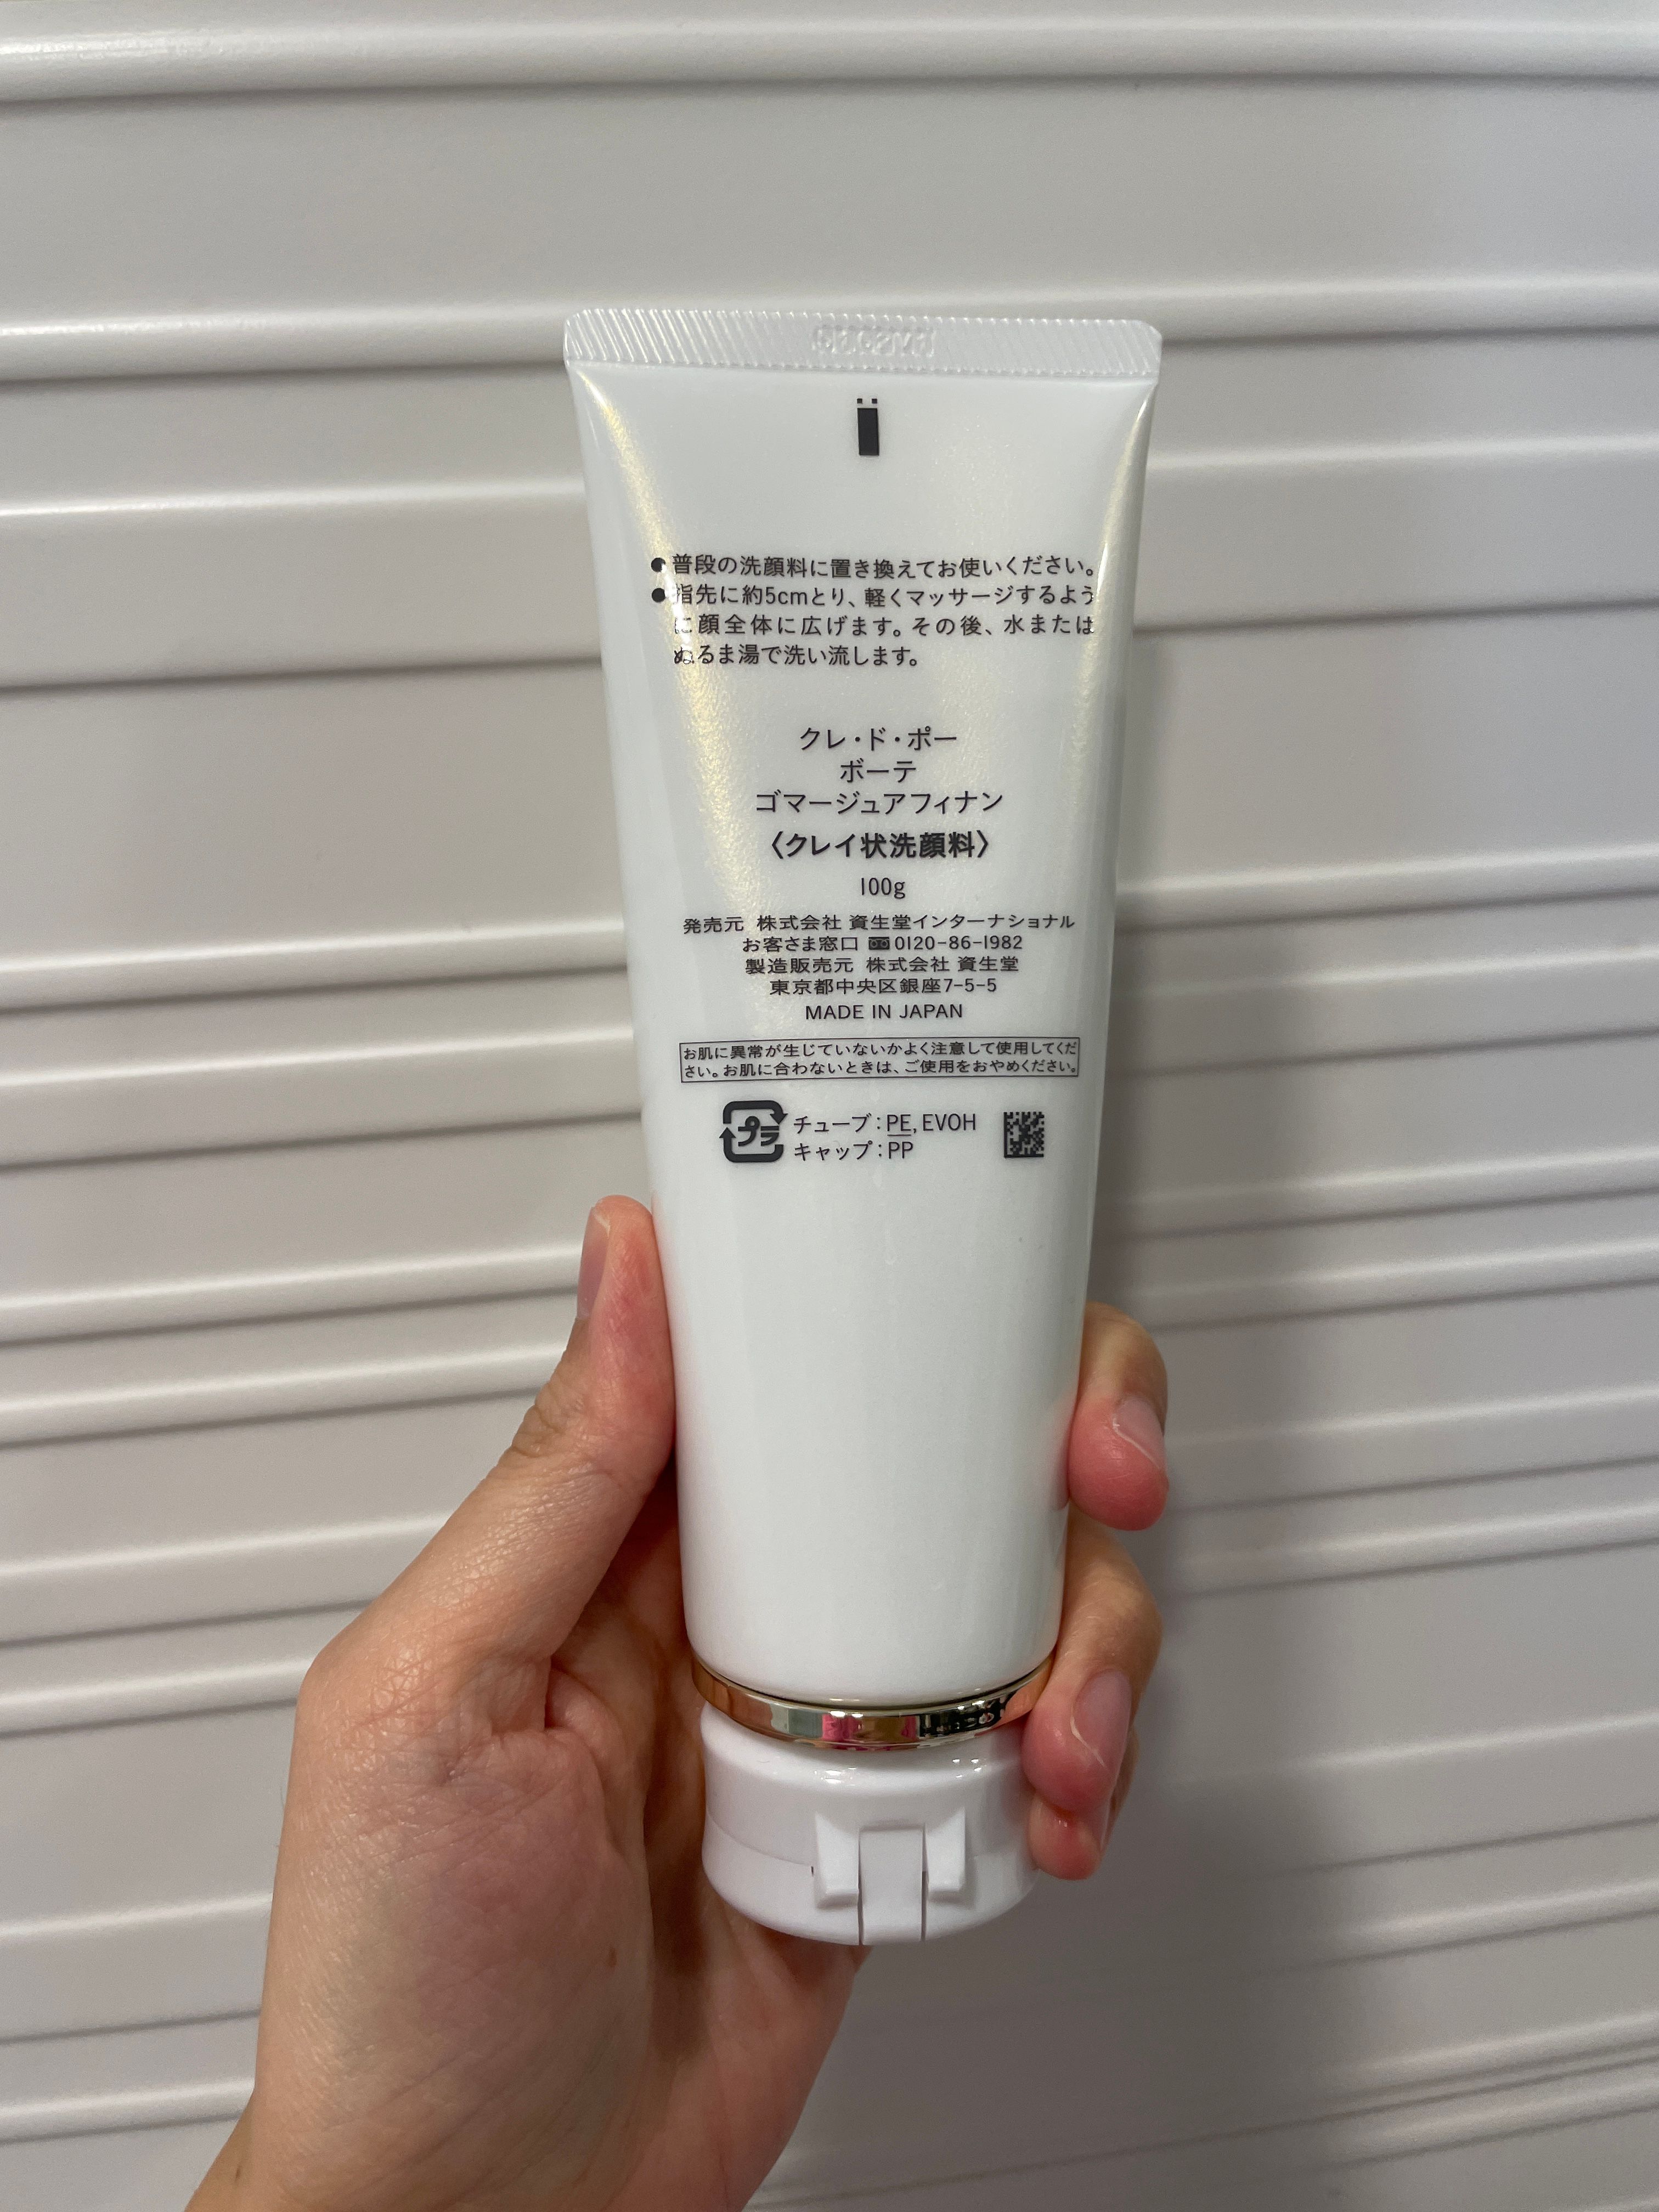 ●普段の洗顔料に置き換えてお使いください。
●指先に約5cmとり、軽くマッサージするよう
に顔全体に広げます。その後、水または
ぬるま湯で洗い流します。
クレ・ド・ポー
ボーテ
ゴマージュアフィナン
〈クレイ状洗顔料〉
100g
発売元 株式会社 資生堂インターナショナル
お客さま窓口 0120-86-1982
製造販売元 株式会社 資生堂
東京都中央区銀座7-5-5
MADE IN JAPAN
お肌に異常が生じていないかよく注意して使用してくだ
さい。お肌に合わないときは、ご使用をおやめください。
プラ チューブ：PE, EVOH
キャップ：PP